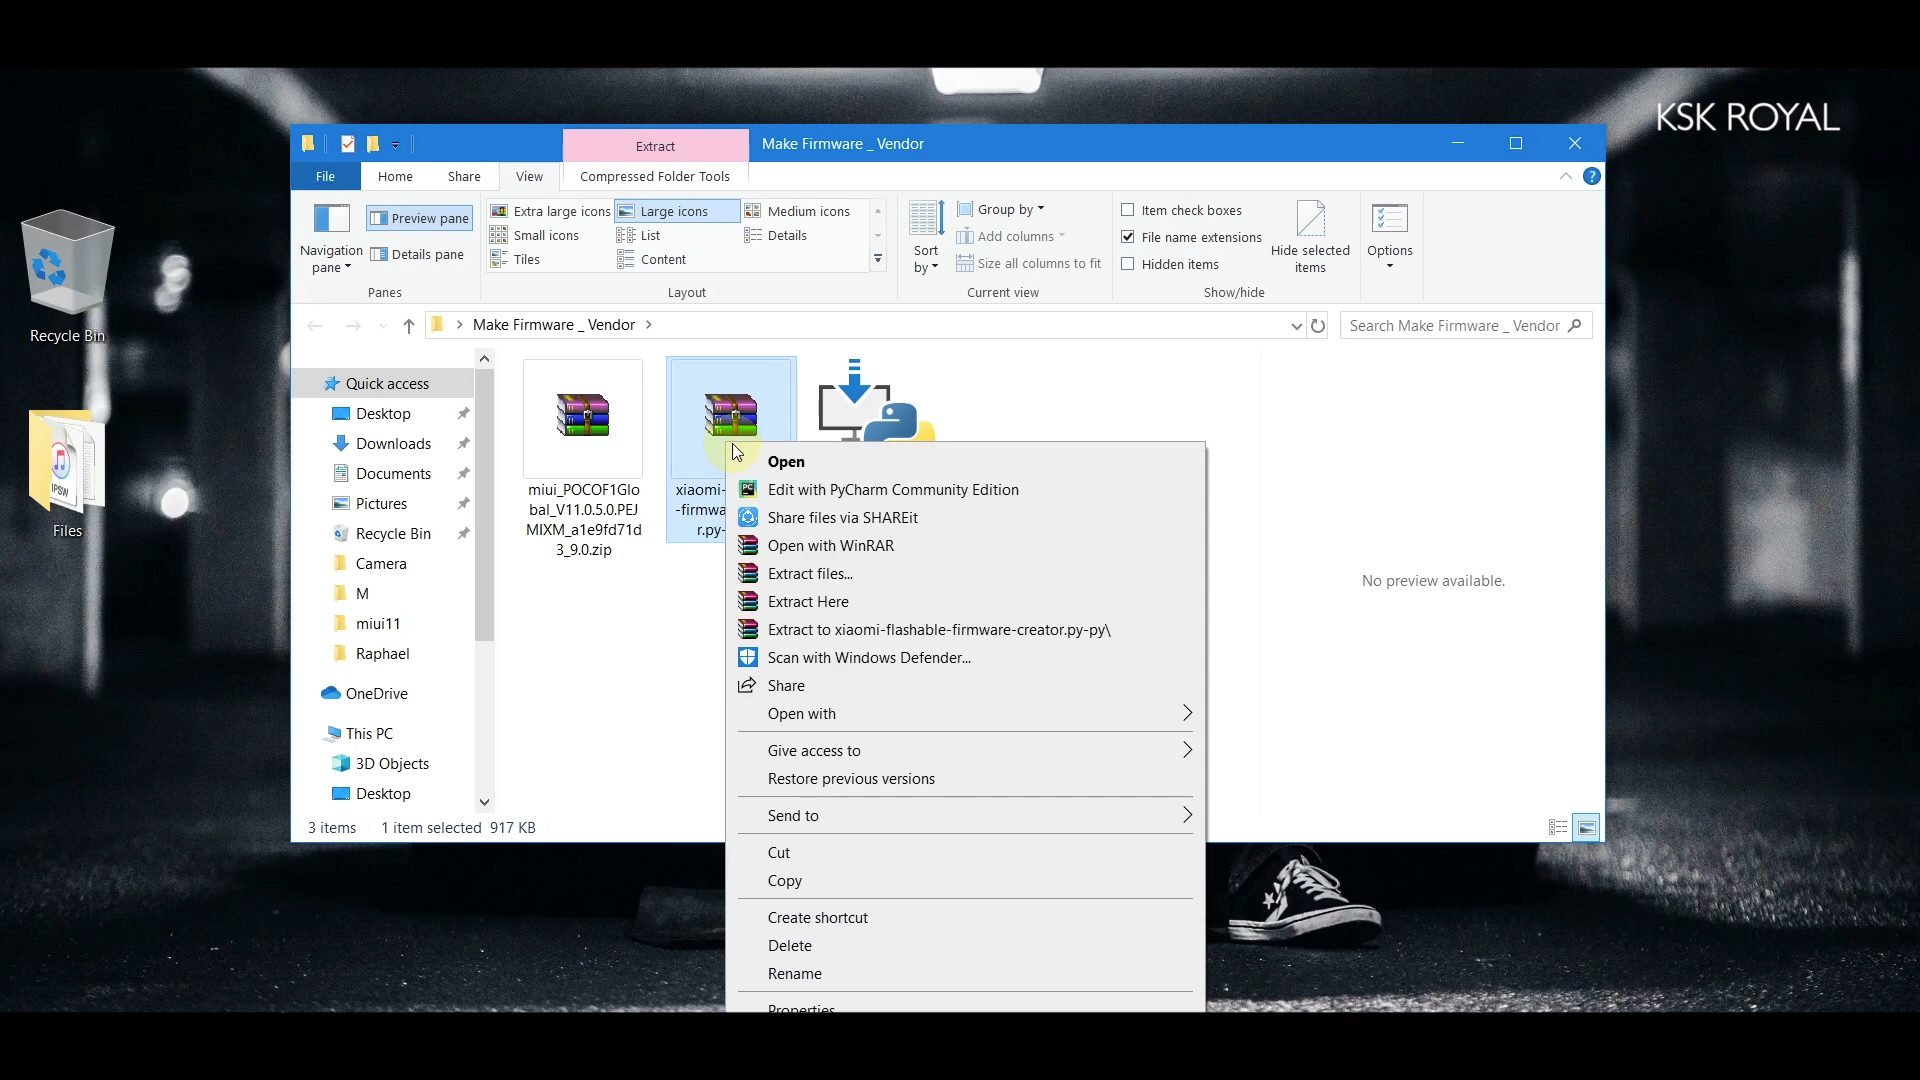 KSK ROYAL
Extract
Make Firmware _ Vendor
File
Home
Share
View
Compressed Folder Tools
Navigation
pane
Preview pane
Details pane
Panes
Extra large icons
Large icons
Medium icons
Small icons
List
Details
Tiles
Content
Layout
Sort
by
Group by
Add columns
Size all columns to fit
Current view
Item check boxes
File name extensions
Hidden items
Hide selected
items
Show/hide
Options
Make Firmware _ Vendor
Search Make Firmware _ Vendor
Recycle Bin
IPSW
Files
Quick access
Desktop
Downloads
Documents
Pictures
Recycle Bin
Camera
M
miui11
Raphael
OneDrive
This PC
3D Objects
Desktop
miui_POCOF1Glo
bal_V11.0.5.0.PEJ
MIXM_a1e9fd71d
3_9.0.zip
xiaomi-
-firmwa
r.py-
No preview available.
Open
PC
Edit with PyCharm Community Edition
Share files via SHAREit
Open with WinRAR
Extract files...
Extract Here
Extract to xiaomi-flashable-firmware-creator.py-py\
Scan with Windows Defender...
Share
Open with
Give access to
Restore previous versions
Send to
Cut
Copy
Create shortcut
Delete
Rename
Properties
3 items
1 item selected 917 KB